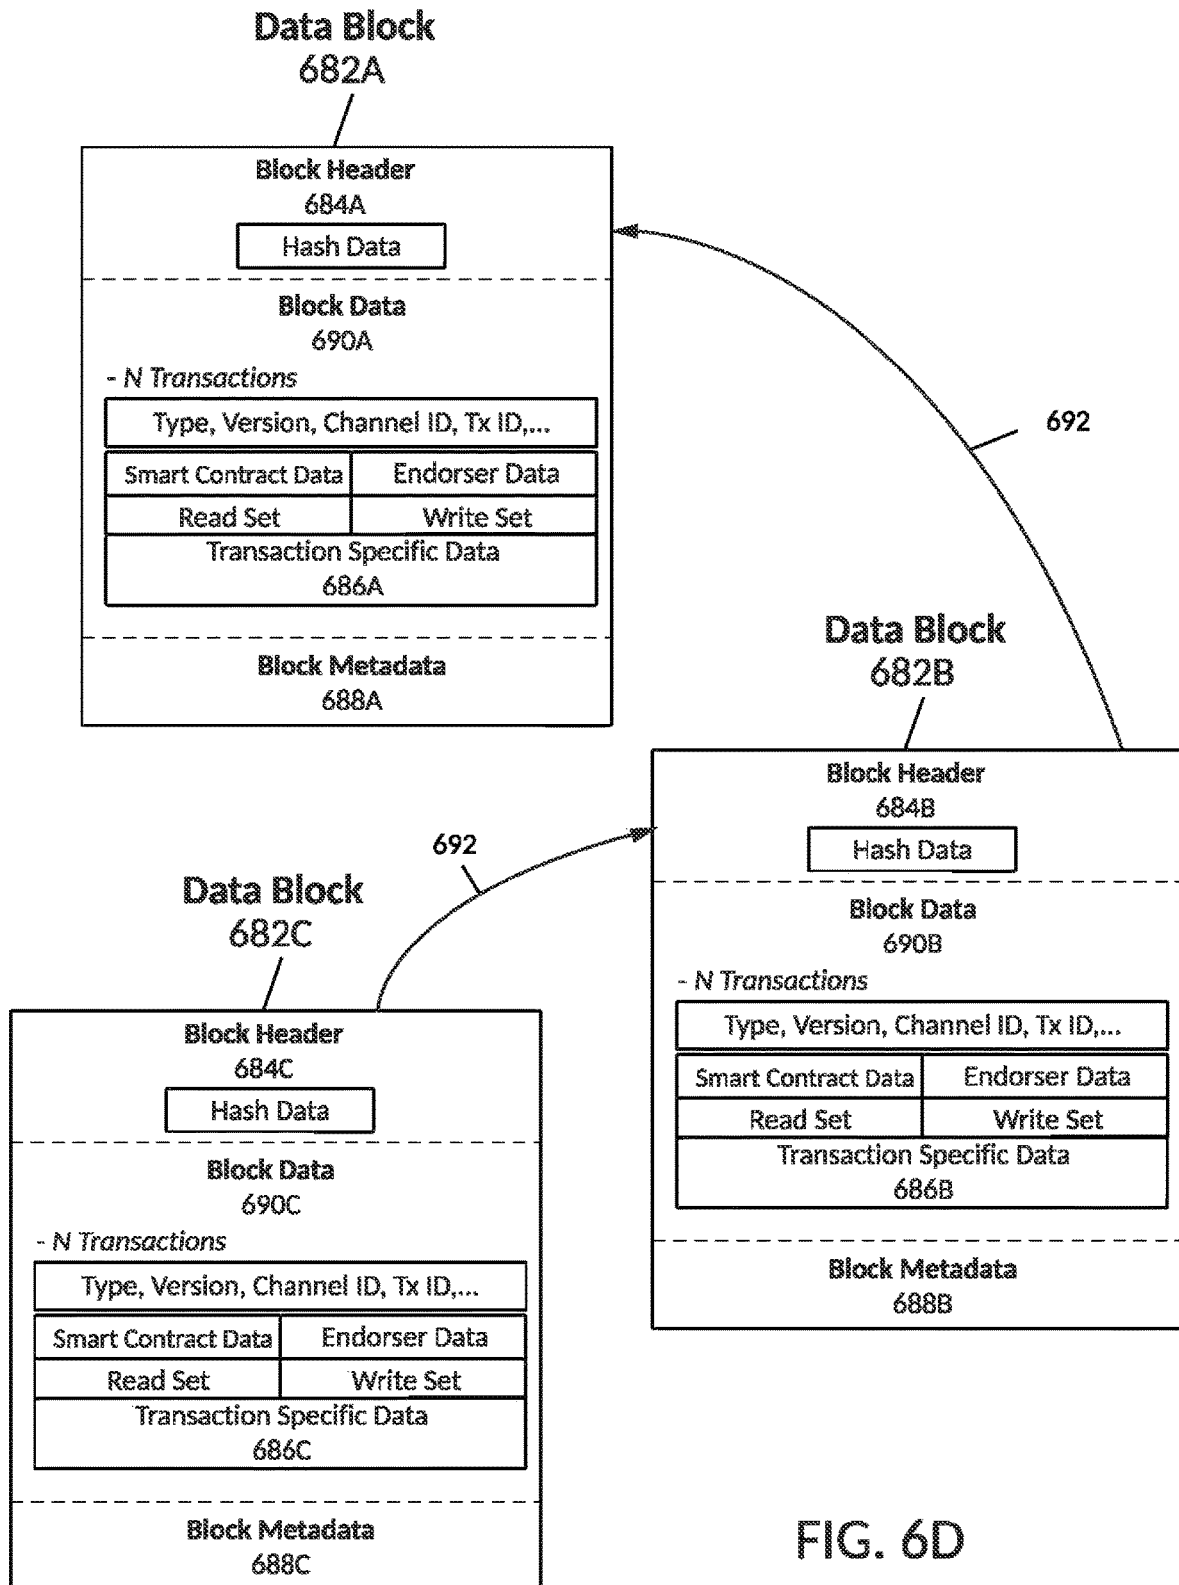 Data Block
682A
Block Header
684A
Hash Data
Block Data
690A
- N Transactions
Type, Version, Channel ID, Tx ID,...
Smart Contract Data
Endorser Data
Read Set
Write Set
Transaction Specific Data
686A
Block Metadata
688A
692
Data Block
682B
Block Header
684B
Hash Data
Block Data
690B
- N Transactions
Type, Version, Channel ID, Tx ID,...
Smart Contract Data
Endorser Data
Read Set
Write Set
Transaction Specific Data
686B
Block Metadata
688B
692
Data Block
682C
Block Header
684C
Hash Data
Block Data
690C
- N Transactions
Type, Version, Channel ID, Tx ID,...
Smart Contract Data
Endorser Data
Read Set
Write Set
Transaction Specific Data
686C
Block Metadata
688C
FIG. 6D